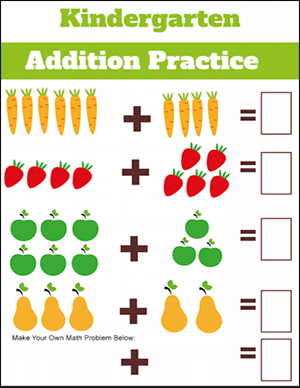 Kindergarten
Addition Practice
+ =
+ =
+ =
+ =
Make Your Own Math Problem Below:
+ =